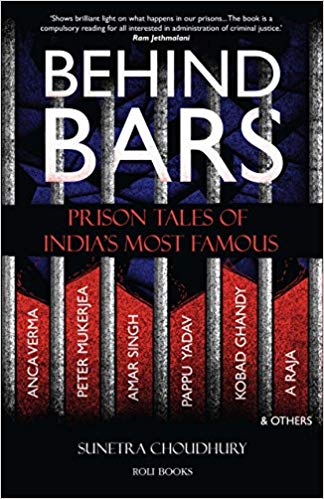 'Shows brilliant light on what happens in our prisons...The book is a
compulsory reading for all interested in administration of criminal justice.'
Ram Jethmalani
BEHIND
BARS
PRISON TALES OF
INDIA'S MOST FAMOUS
ANCA VERMA
PETER MUKERJEA
AMAR SINGH
PAPPU YADAV
KOBAD GHANDY
A RAJA
& OTHERS
SUNETRA CHOUDHURY
ROLI BOOKS